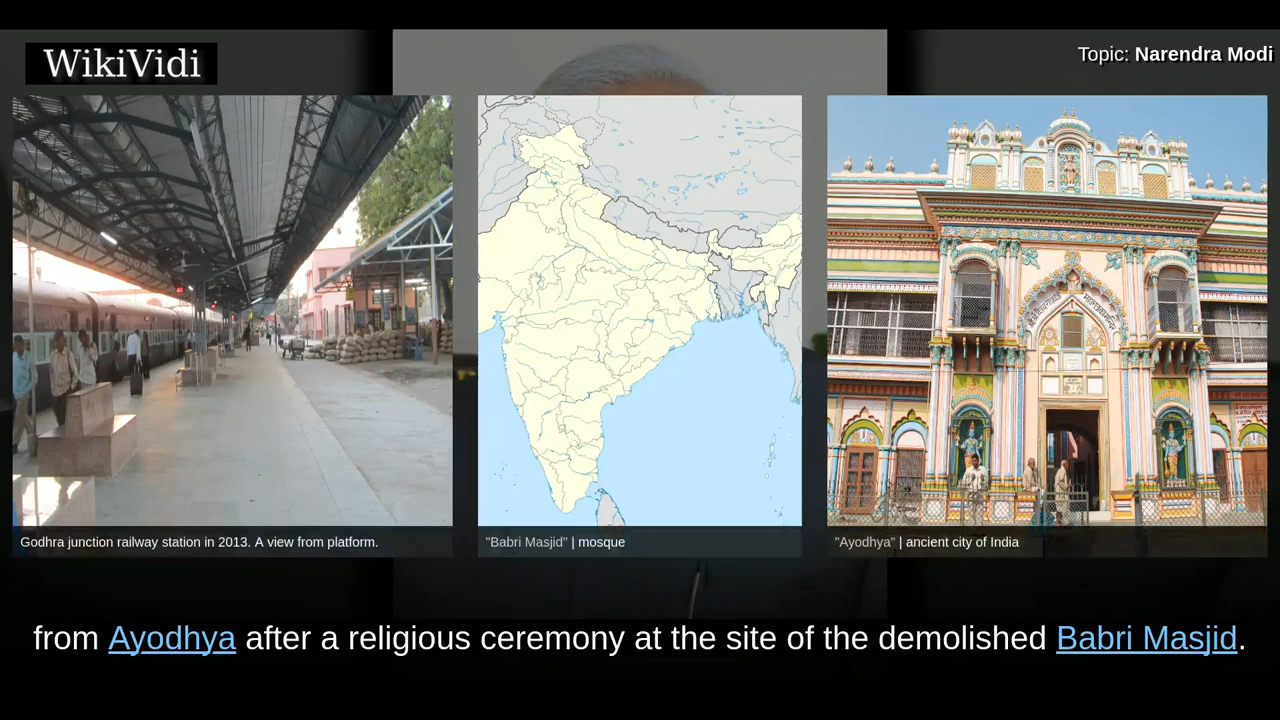 WikiVidi
Topic: Narendra Modi
Godhra junction railway station in 2013. A view from platform.
"Babri Masjid" | mosque
"Ayodhya" | ancient city of India
from Ayodhya after a religious ceremony at the site of the demolished Babri Masjid.